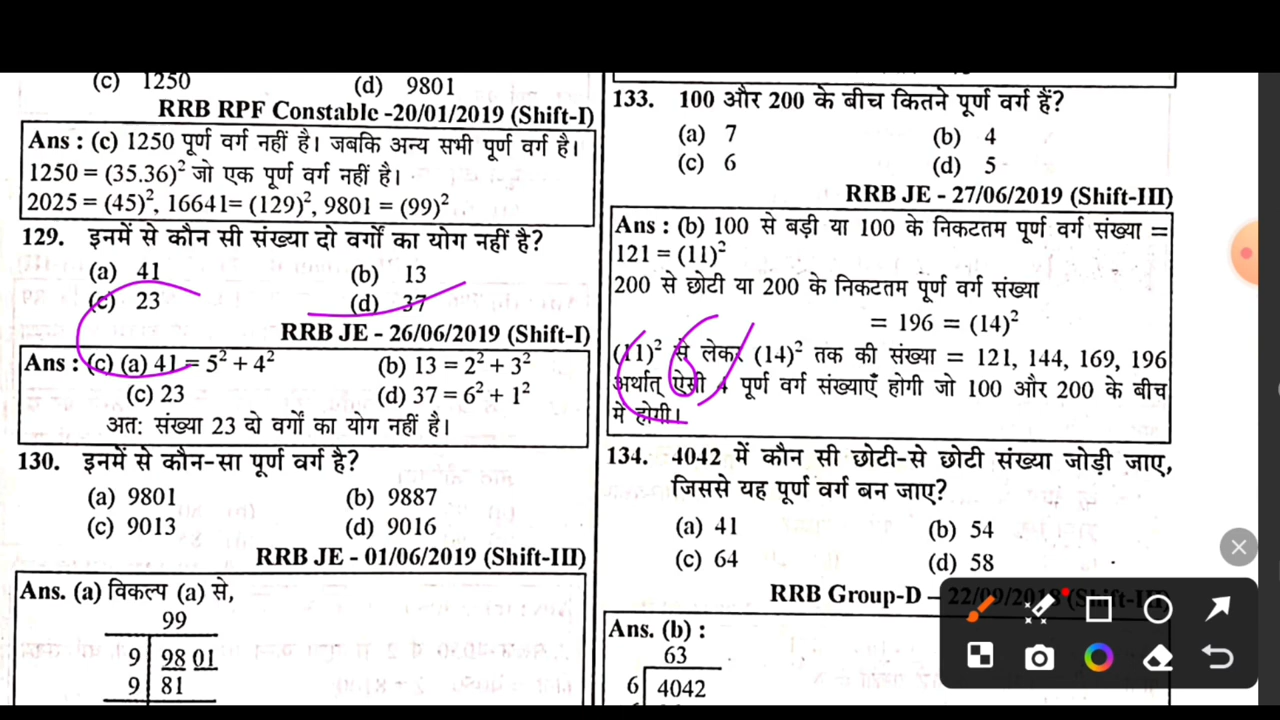 (c) 1250 (d) 9801
RRB RPF Constable -20/01/2019 (Shift-I)
Ans : (c) 1250 पूर्ण वर्ग नहीं है। जबकि अन्य सभी पूर्ण वर्ग है।
1250 = (35.36)² जो एक पूर्ण वर्ग नहीं है।
2025 = (45)², 16641= (129)², 9801 = (99)²
129. इनमें से कौन सी संख्या दो वर्गों का योग नहीं है?
(a) 41 (b) 13
(c) 23 (d) 37
RRB JE - 26/06/2019 (Shift-I)
Ans : (c) (a) 41 = 5² + 4² (b) 13 = 2² + 3²
(c) 23 (d) 37 = 6² + 1²
अत: संख्या 23 दो वर्गों का योग नहीं है।
130. इनमें से कौन-सा पूर्ण वर्ग है?
(a) 9801 (b) 9887
(c) 9013 (d) 9016
RRB JE - 01/06/2019 (Shift-III)
Ans. (a) विकल्प (a) से,
99
9 98 01
9 81
133. 100 और 200 के बीच कितने पूर्ण वर्ग हैं?
(a) 7 (b) 4
(c) 6 (d) 5
RRB JE - 27/06/2019 (Shift-III)
Ans : (b) 100 से बड़ी या 100 के निकटतम पूर्ण वर्ग संख्या =
121 = (11)²
200 से छोटी या 200 के निकटतम पूर्ण वर्ग संख्या
= 196 = (14)²
(11)² से लेकर (14)² तक की संख्या = 121, 144, 169, 196
अर्थात् ऐसी 4 पूर्ण वर्ग संख्याएँ होगी जो 100 और 200 के बीच
मे होगी।
134. 4042 में कौन सी छोटी-से छोटी संख्या जोड़ी जाए,
जिससे यह पूर्ण वर्ग बन जाए?
(a) 41 (b) 54
(c) 64 (d) 58
RRB Group-D – 22/09/2018 (Shift-III)
Ans. (b) :
63
6 4042